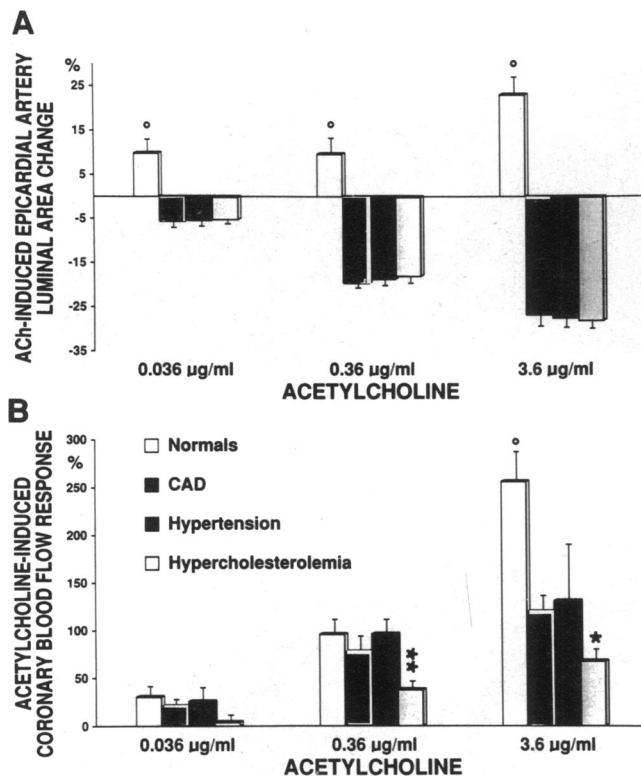 A
ACh-INDUCED EPICARDIAL ARTERY
LUMINAL AREA CHANGE
%
25
15
5
-5
-15
-25
-35
°
°
°
0.036 µg/ml
0.36 µg/ml
3.6 µg/ml
ACETYLCHOLINE
B
ACETYLCHOLINE-INDUCED
CORONARY BLOOD FLOW RESPONSE
300
%
250
200
150
100
50
0
Normals
CAD
Hypertension
Hypercholesterolemia
**
°
*
0.036 µg/ml
0.36 µg/ml
3.6 µg/ml
ACETYLCHOLINE